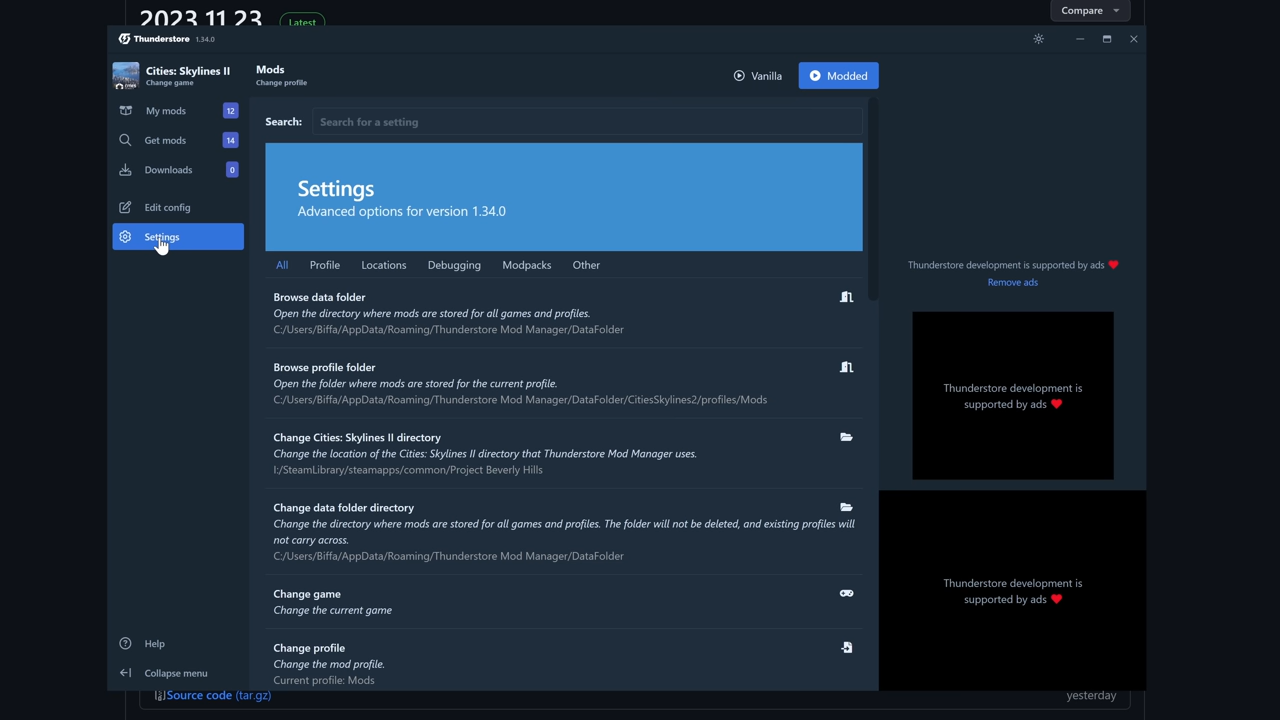 2023.11.23
Latest
Compare
Thunderstore 1.34.0
Cities: Skylines II
Change game
Mods
Change profile
Vanilla
Modded
My mods 12
Get mods 14
Downloads 0
Edit config
Settings
Search: Search for a setting
Settings
Advanced options for version 1.34.0
All Profile Locations Debugging Modpacks Other
Browse data folder
Open the directory where mods are stored for all games and profiles.
C:/Users/Biffa/AppData/Roaming/Thunderstore Mod Manager/DataFolder
Browse profile folder
Open the folder where mods are stored for the current profile.
C:/Users/Biffa/AppData/Roaming/Thunderstore Mod Manager/DataFolder/CitiesSkylines2/profiles/Mods
Change Cities: Skylines II directory
Change the location of the Cities: Skylines II directory that Thunderstore Mod Manager uses.
I:/SteamLibrary/steamapps/common/Project Beverly Hills
Change data folder directory
Change the directory where mods are stored for all games and profiles. The folder will not be deleted, and existing profiles will
not carry across.
C:/Users/Biffa/AppData/Roaming/Thunderstore Mod Manager/DataFolder
Change game
Change the current game
Change profile
Change the mod profile.
Current profile: Mods
Thunderstore development is supported by ads ❤
Remove ads
Thunderstore development is
supported by ads ❤
Thunderstore development is
supported by ads ❤
Help
Collapse menu
Source code (tar.gz)
yesterday